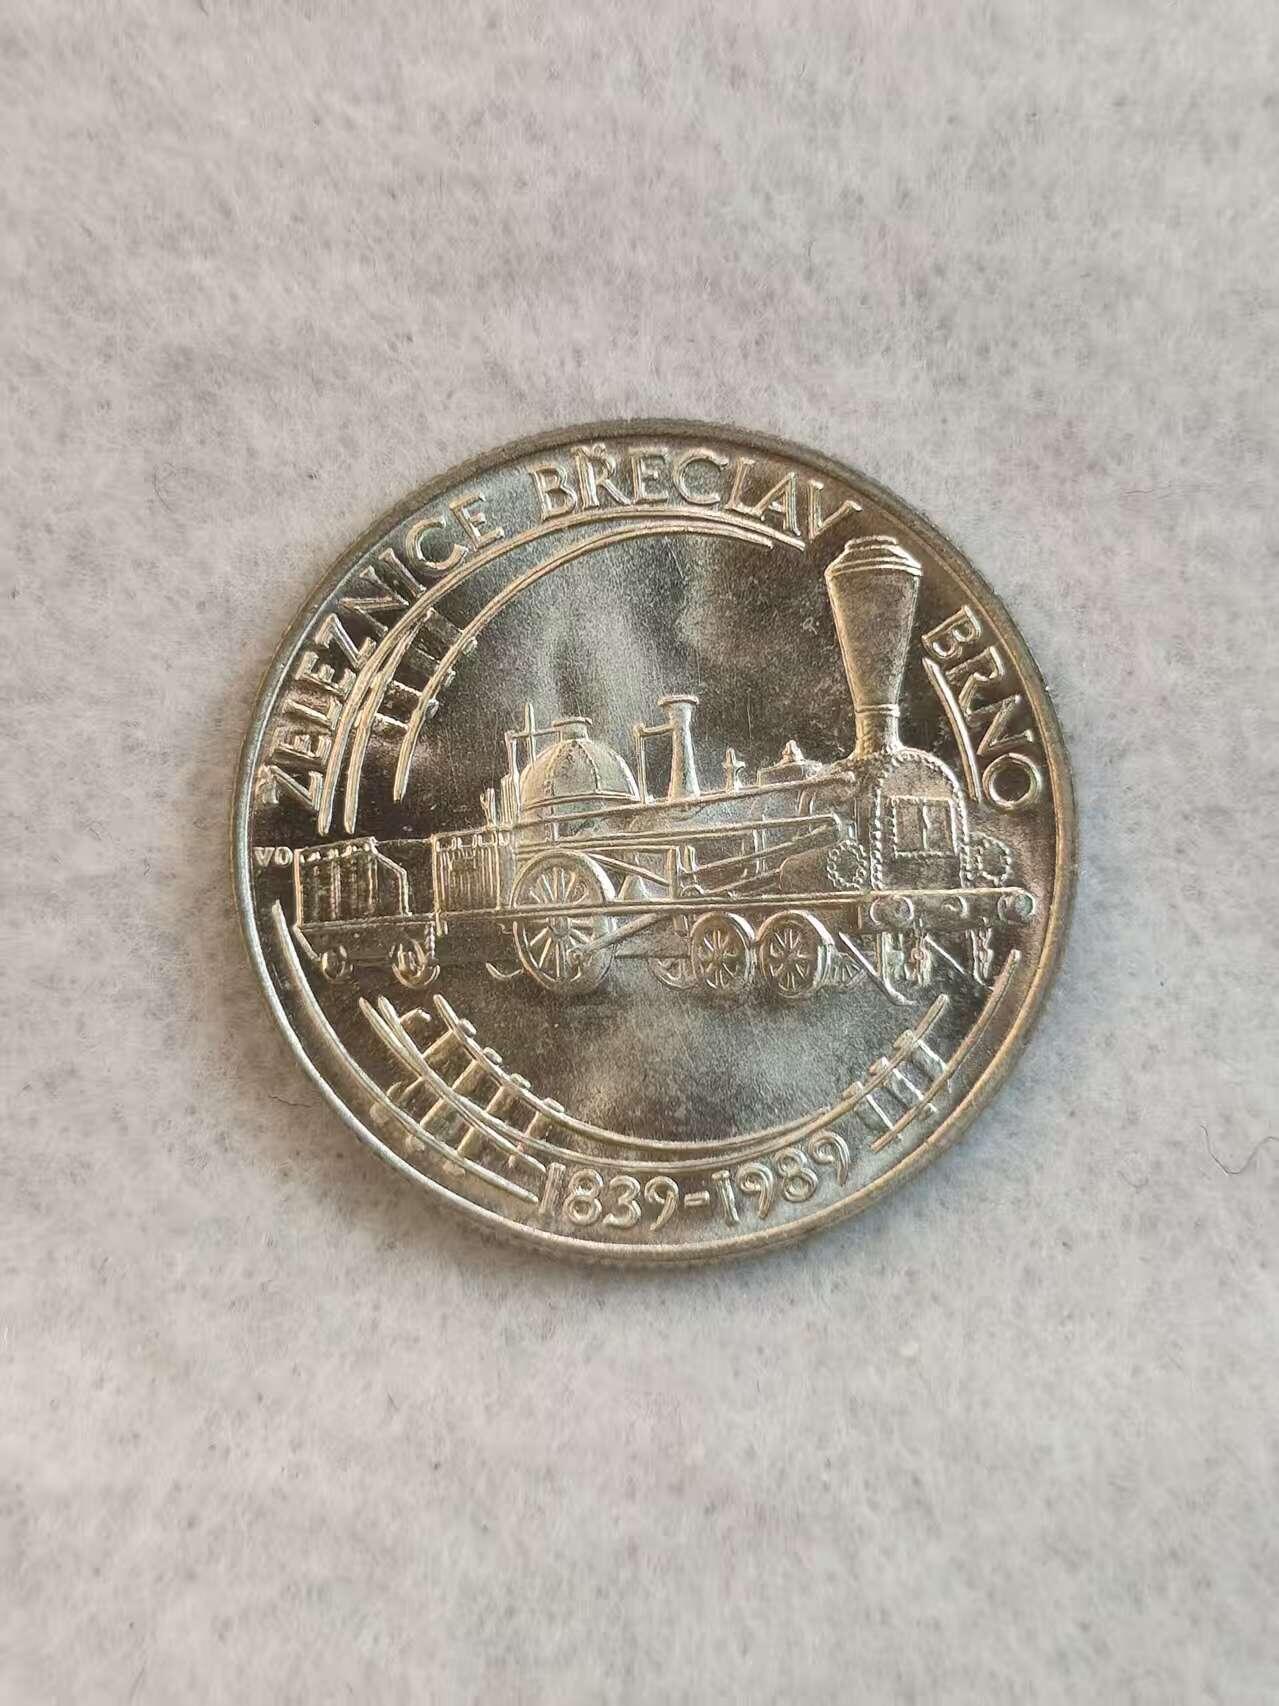 ŽELEZNICE BŘECLAV BRNO
VO
1839-1989